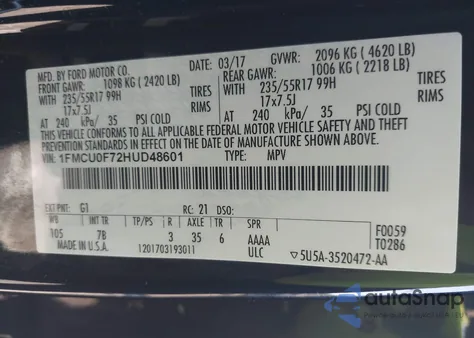 MFD. BY FORD MOTOR CO.
DATE: 03/17 GVWR: 2096 KG (4620 LB)
FRONT GAWR: 1098 KG (2420 LB) REAR GAWR: 1006 KG (2218 LB)
WITH 235/55R17 99H TIRES WITH 235/55R17 99H TIRES
17x7.5J RIMS 17x7.5J RIMS
AT 240 kPa/ 35 PSI COLD AT 240 kPa/ 35 PSI COLD
THIS VEHICLE CONFORMS TO ALL APPLICABLE FEDERAL MOTOR VEHICLE SAFETY AND THEFT
PREVENTION STANDARDS IN EFFECT ON THE DATE OF MANUFACTURE SHOWN ABOVE.
VIN: 1FMCU0F72HUD48601 TYPE: MPV
EXT PNT: G1 RC: 21 DSO:
105 INT TR TP/PS R AXLE TR SPR F0059
7B 3 35 6 AAAA T0286
MADE IN U.S.A. 1201703193011 ULC 5U5A-3520472-AA
autoSnap